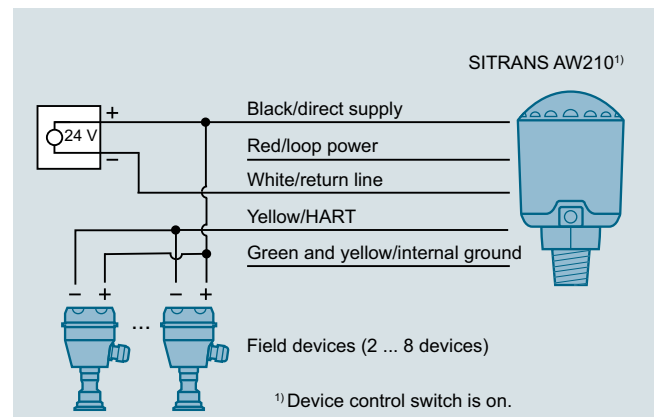 SITRANS AW210¹⁾
+
Black/direct supply
24 V
Red/loop power
–
White/return line
Yellow/HART
Green and yellow/internal ground
– + – +
...
Field devices (2 ... 8 devices)
¹⁾ Device control switch is on.